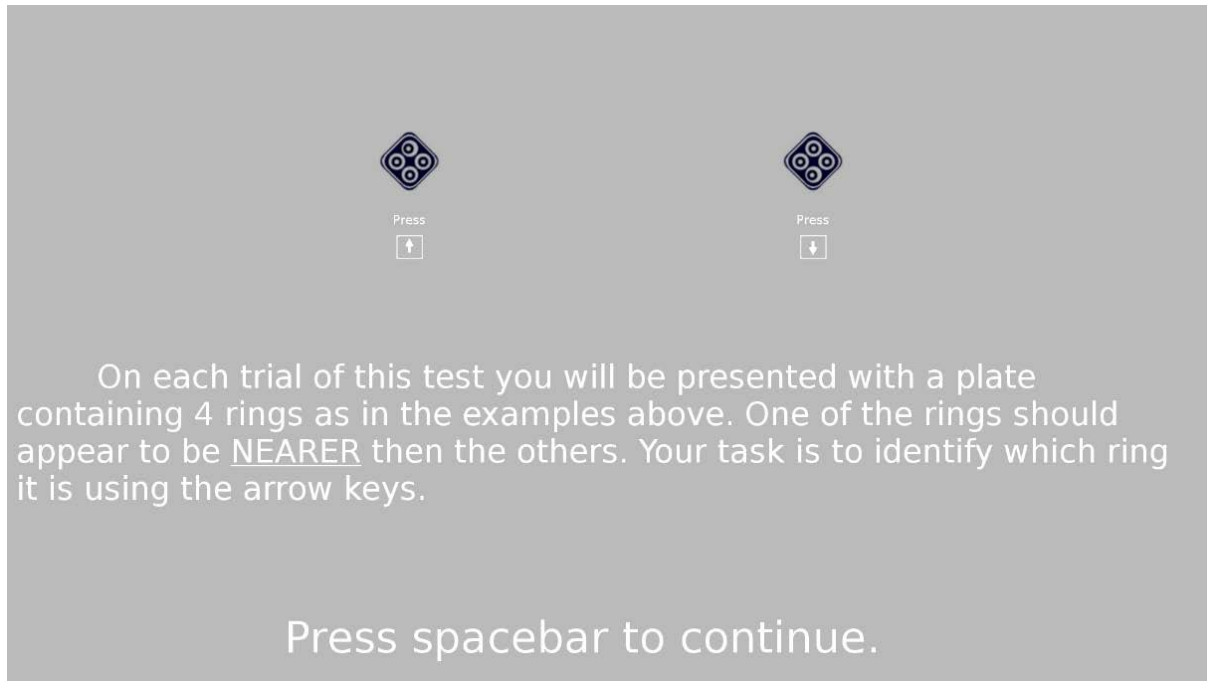 Press Press
On each trial of this test you will be presented with a plate
containing 4 rings as in the examples above. One of the rings should
appear to be NEARER then the others. Your task is to identify which ring
it is using the arrow keys.
Press spacebar to continue.